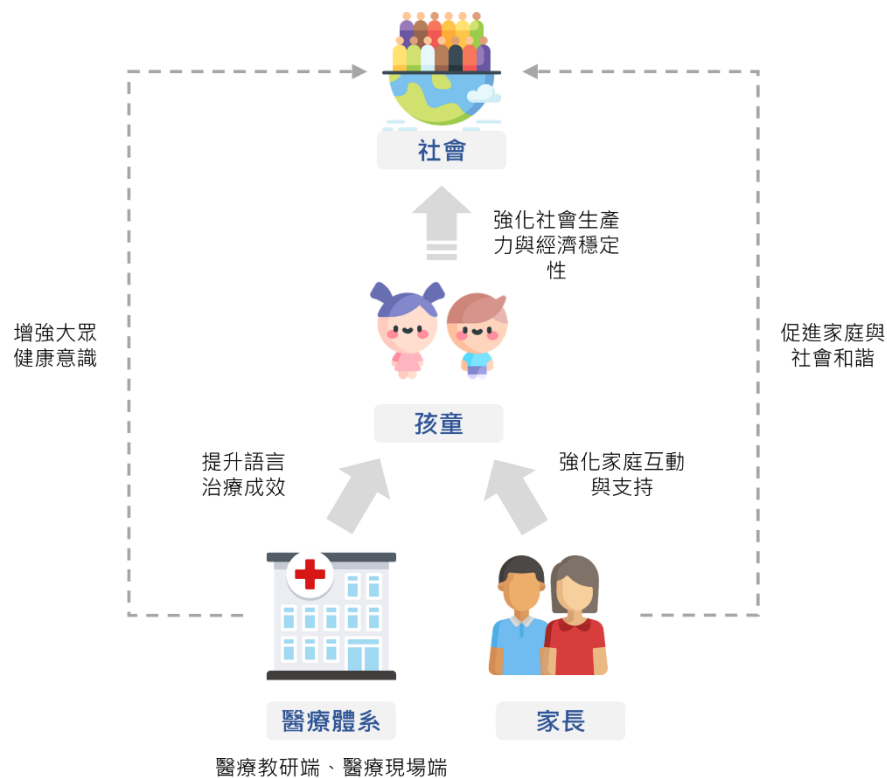 社會
強化社會生產
力與經濟穩定
性
增強大眾
健康意識
促進家庭與
社會和諧
孩童
提升語言
治療成效
強化家庭互動
與支持
醫療體系
家長
醫療教研端、醫療現場端